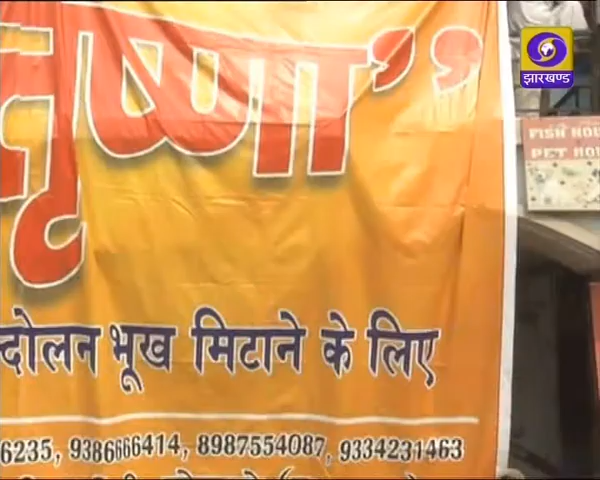 तृष्णा”
झारखण्ड
FISH HOU
PET HOU
दोलन भूख मिटाने के लिए
6235, 9386666414, 8987554087, 9334231463